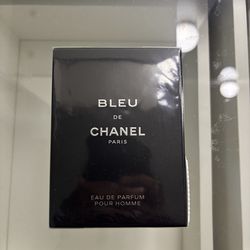 BLEU
DE
CHANEL
PARIS
EAU DE PARFUM
POUR HOMME